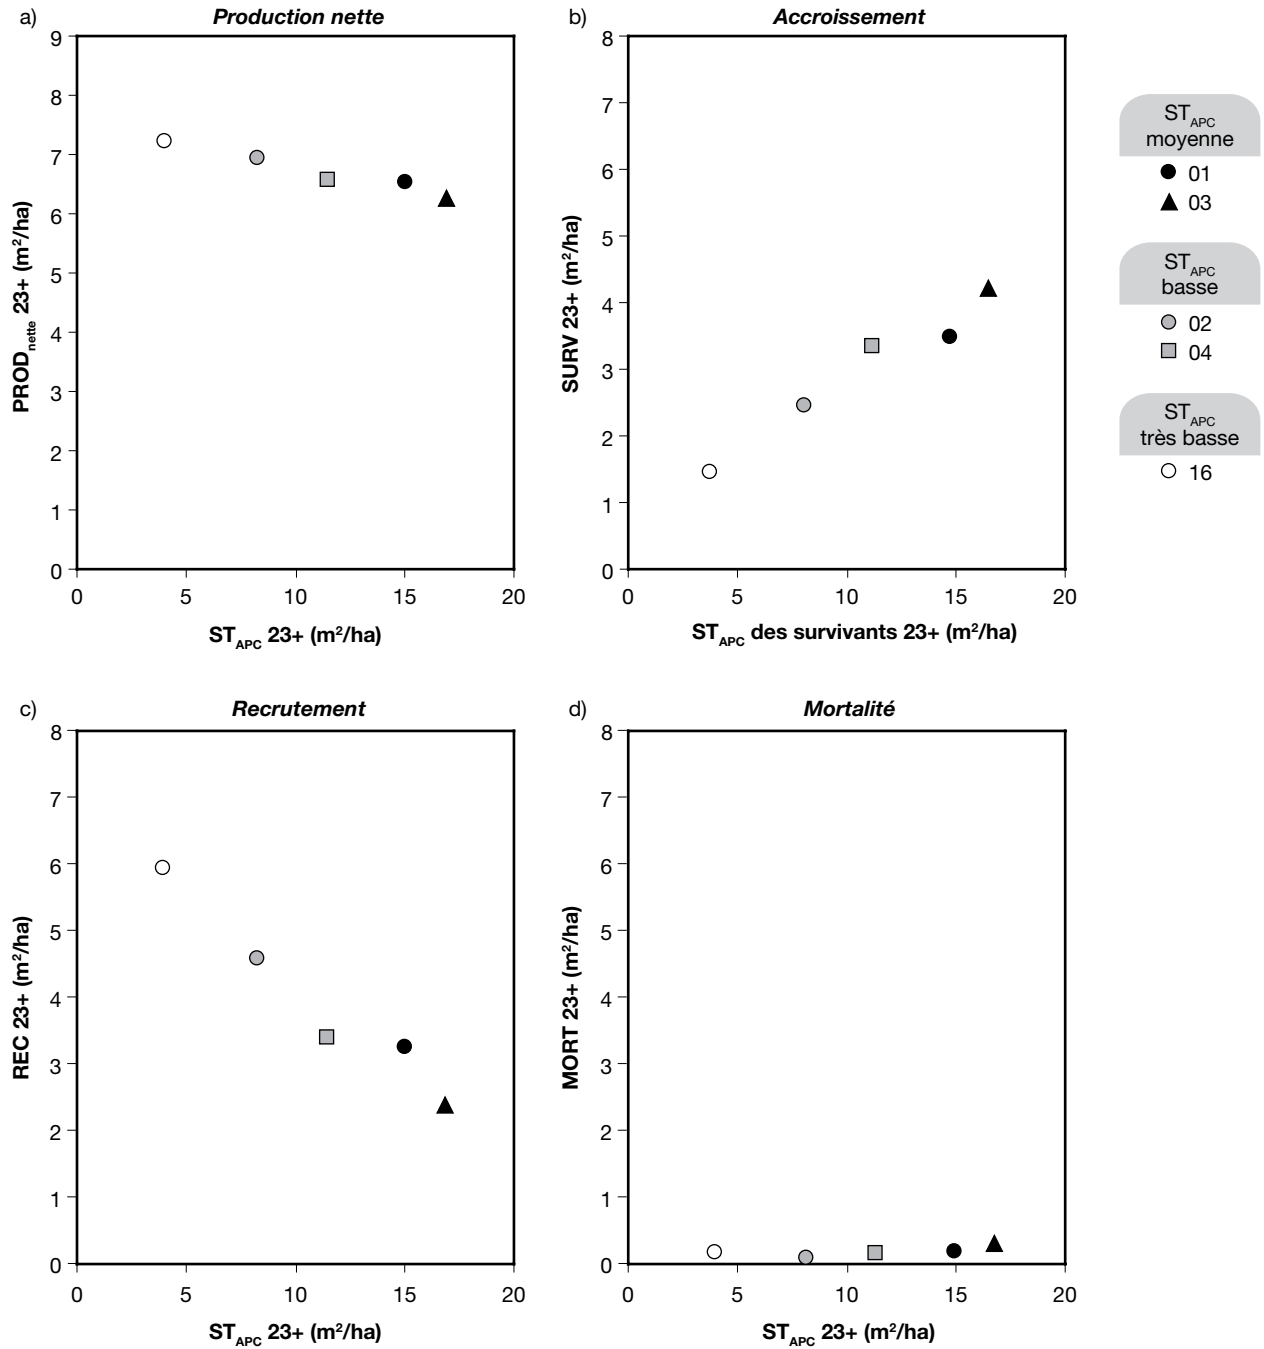 a) Production nette
9
8
7
6
5
4
3
2
1
0
PRODnette 23+ (m²/ha)
0 5 10 15 20
STAPC 23+ (m²/ha)
b) Accroissement
8
7
6
5
4
3
2
1
0
SURV 23+ (m²/ha)
0 5 10 15 20
STAPC des survivants 23+ (m²/ha)
STAPC
moyenne
01
03
STAPC
basse
02
04
STAPC
très basse
16
c) Recrutement
8
7
6
5
4
3
2
1
0
REC 23+ (m²/ha)
0 5 10 15 20
STAPC 23+ (m²/ha)
d) Mortalité
8
7
6
5
4
3
2
1
0
MORT 23+ (m²/ha)
0 5 10 15 20
STAPC 23+ (m²/ha)